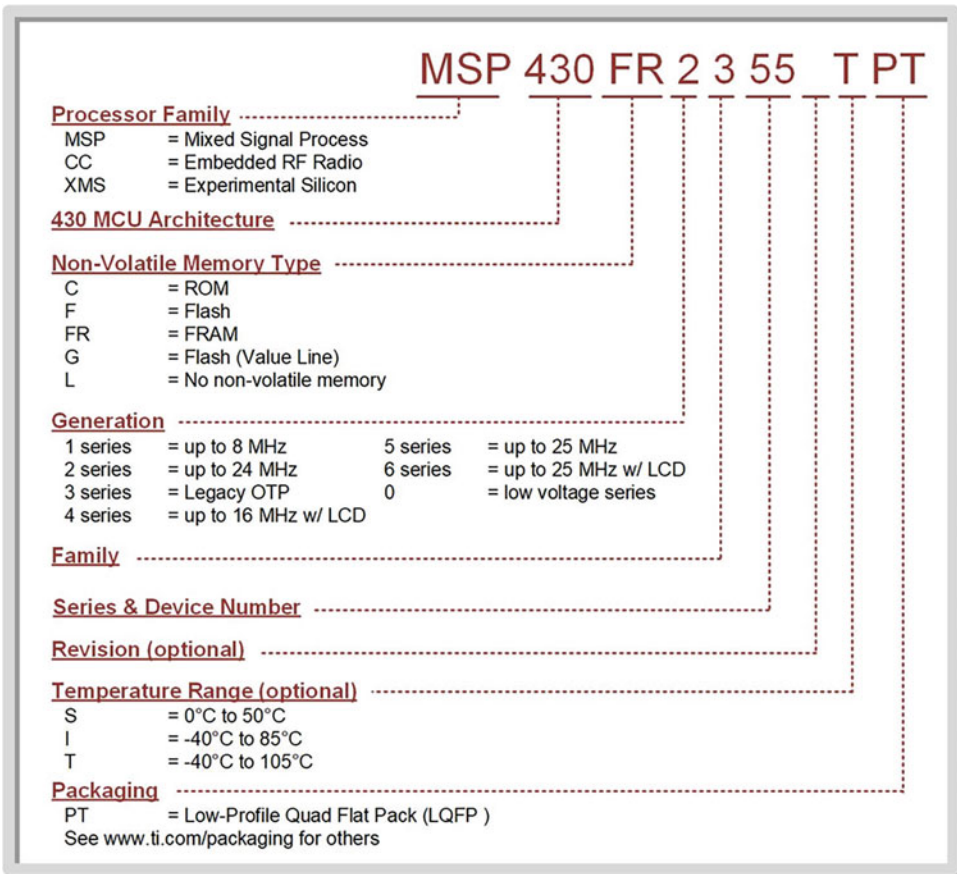 MSP 430 FR 2 3 55 _ T PT
Processor Family
MSP = Mixed Signal Process
CC = Embedded RF Radio
XMS = Experimental Silicon
430 MCU Architecture
Non-Volatile Memory Type
C = ROM
F = Flash
FR = FRAM
G = Flash (Value Line)
L = No non-volatile memory
Generation
1 series = up to 8 MHz 5 series = up to 25 MHz
2 series = up to 24 MHz 6 series = up to 25 MHz w/ LCD
3 series = Legacy OTP 0 = low voltage series
4 series = up to 16 MHz w/ LCD
Family
Series & Device Number
Revision (optional)
Temperature Range (optional)
S = 0°C to 50°C
I = -40°C to 85°C
T = -40°C to 105°C
Packaging
PT = Low-Profile Quad Flat Pack (LQFP )
See www.ti.com/packaging for others